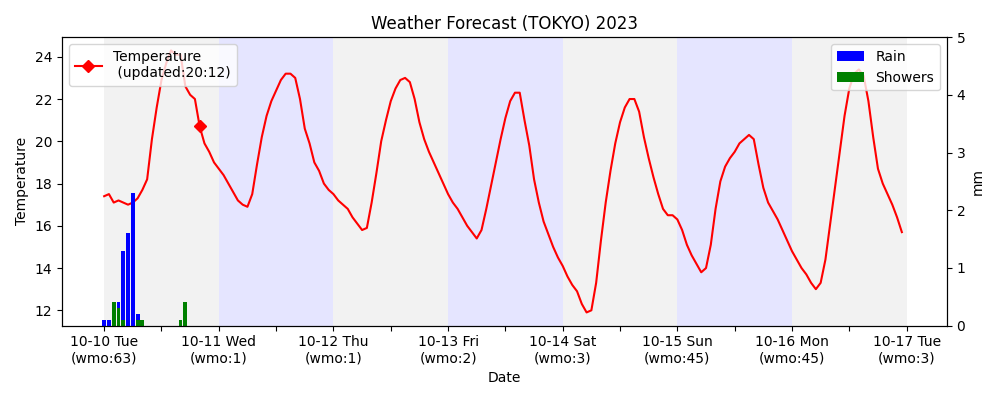 Weather Forecast (TOKYO) 2023
Temperature
(updated:20:12)
Rain
Showers
24
22
20
18
16
14
12
Temperature
5
4
3
2
1
0
mm
10-10 Tue 10-11 Wed 10-12 Thu 10-13 Fri 10-14 Sat 10-15 Sun 10-16 Mon 10-17 Tue
(wmo:63) (wmo:1) (wmo:1) (wmo:2) (wmo:3) (wmo:45) (wmo:45) (wmo:3)
Date